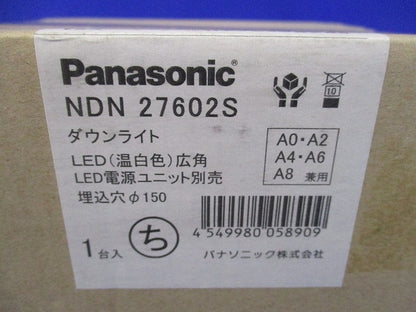 Panasonic®
NDN 27602S
10
ダウンライト
LED(温白色)広角
LED電源ユニット別売
埋込穴φ150
A0・A2
A4・A6
A8 兼用
1台入
ち
4 549980 058909
パナソニック株式会社